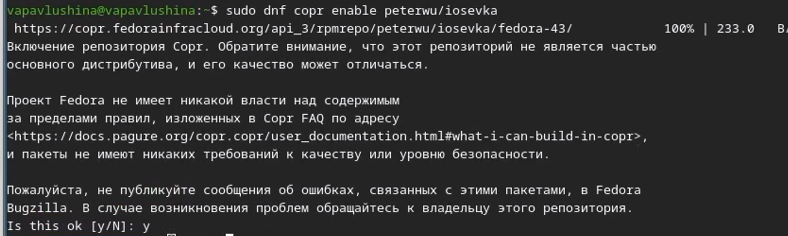 vapavlushina@vapavlushina:~$ sudo dnf copr enable peterwu/iosevka
https://copr.fedorainfracloud.org/api_3/rpmrepo/peterwu/iosevka/fedora-43/ 100% | 233.0 B/
Включение репозитория Copr. Обратите внимание, что этот репозиторий не является частью
основного дистрибутива, и его качество может отличаться.
Проект Fedora не имеет никакой власти над содержимым
за пределами правил, изложенных в Copr FAQ по адресу
<https://docs.pagure.org/copr.copr/user_documentation.html#what-i-can-build-in-copr>,
и пакеты не имеют никаких требований к качеству или уровню безопасности.
Пожалуйста, не публикуйте сообщения об ошибках, связанных с этими пакетами, в Fedora
Bugzilla. В случае возникновения проблем обращайтесь к владельцу этого репозитория.
Is this ok [y/N]: y